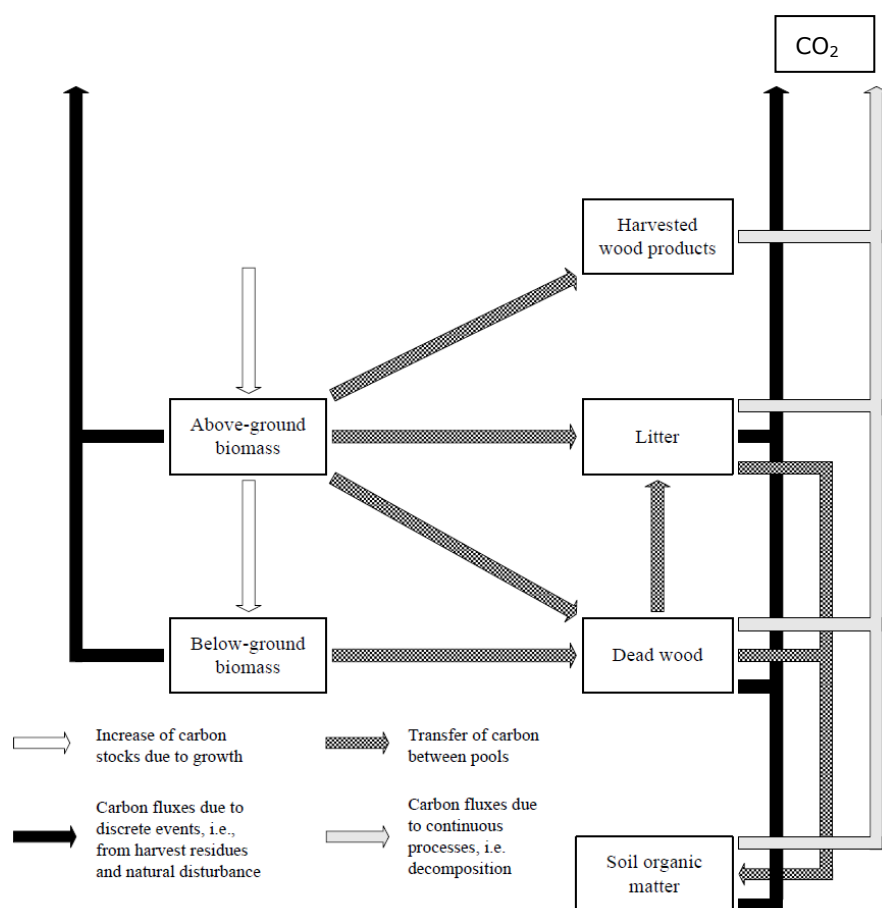 CO₂
Harvested
wood products
Above-ground
biomass
Litter
Below-ground
biomass
Dead wood
Increase of carbon
stocks due to growth
Transfer of carbon
between pools
Carbon fluxes due to
discrete events, i.e.,
from harvest residues
and natural disturbance
Carbon fluxes due
to continuous
processes, i.e.
decomposition
Soil organic
matter